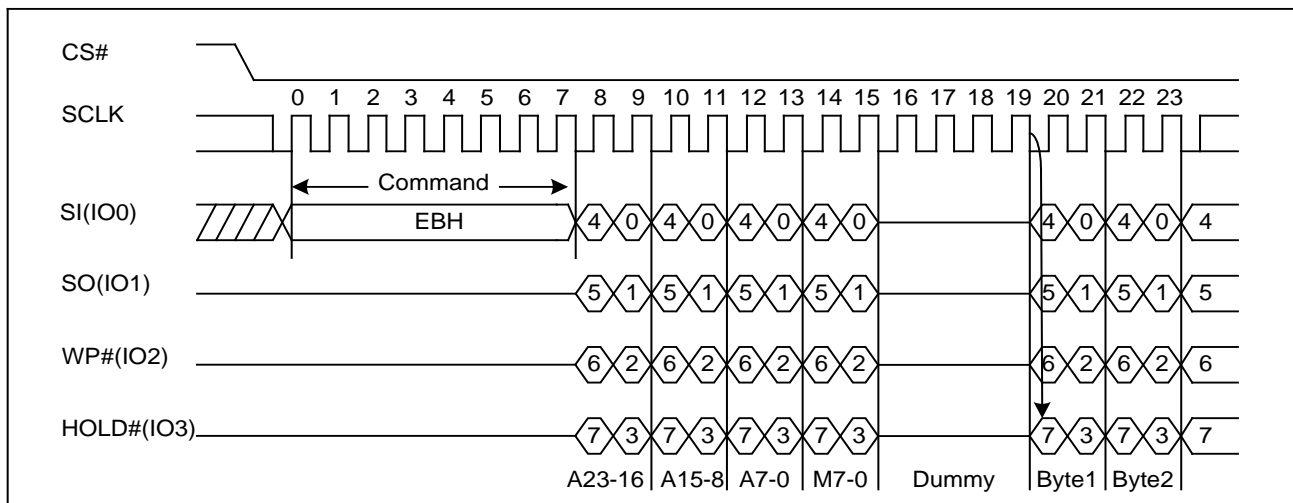 CS#
0 1 2 3 4 5 6 7 8 9 10 11 12 13 14 15 16 17 18 19 20 21 22 23
SCLK
Command
SI(IO0) EBH 4 0 4 0 4 0 4 0 4 0 4 0 4
SO(IO1) 5 1 5 1 5 1 5 1 5 1 5 1 5
WP#(IO2) 6 2 6 2 6 2 6 2 6 2 6 2 6
HOLD#(IO3) 7 3 7 3 7 3 7 3 7 3 7 3 7
A23-16 A15-8 A7-0 M7-0 Dummy Byte1 Byte2